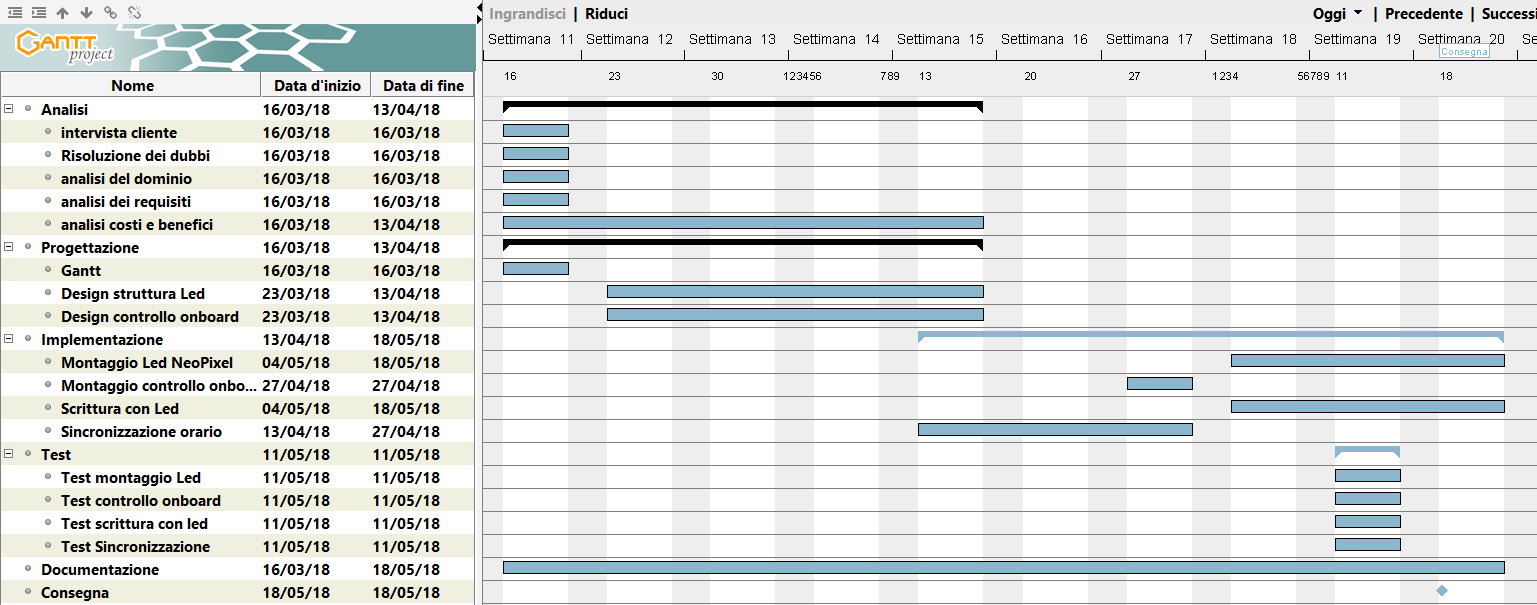 Ingrandisci | Riduci
Oggi | Precedente | Successi
GANTT project
Settimana 11 Settimana 12 Settimana 13 Settimana 14 Settimana 15 Settimana 16 Settimana 17 Settimana 18 Settimana 19 Settimana 20 Se
Consegna
16 23 30 123456 789 13 20 27 1234 56789 11 18
Nome Data d'inizio Data di fine
Analisi 16/03/18 13/04/18
intervista cliente 16/03/18 16/03/18
Risoluzione dei dubbi 16/03/18 16/03/18
analisi del dominio 16/03/18 16/03/18
analisi dei requisiti 16/03/18 16/03/18
analisi costi e benefici 16/03/18 13/04/18
Progettazione 16/03/18 13/04/18
Gantt 16/03/18 16/03/18
Design struttura Led 23/03/18 13/04/18
Design controllo onboard 23/03/18 13/04/18
Implementazione 13/04/18 18/05/18
Montaggio Led NeoPixel 04/05/18 18/05/18
Montaggio controllo onbo... 27/04/18 27/04/18
Scrittura con Led 04/05/18 18/05/18
Sincronizzazione orario 13/04/18 27/04/18
Test 11/05/18 11/05/18
Test montaggio Led 11/05/18 11/05/18
Test controllo onboard 11/05/18 11/05/18
Test scrittura con led 11/05/18 11/05/18
Test Sincronizzazione 11/05/18 11/05/18
Documentazione 16/03/18 18/05/18
Consegna 18/05/18 18/05/18